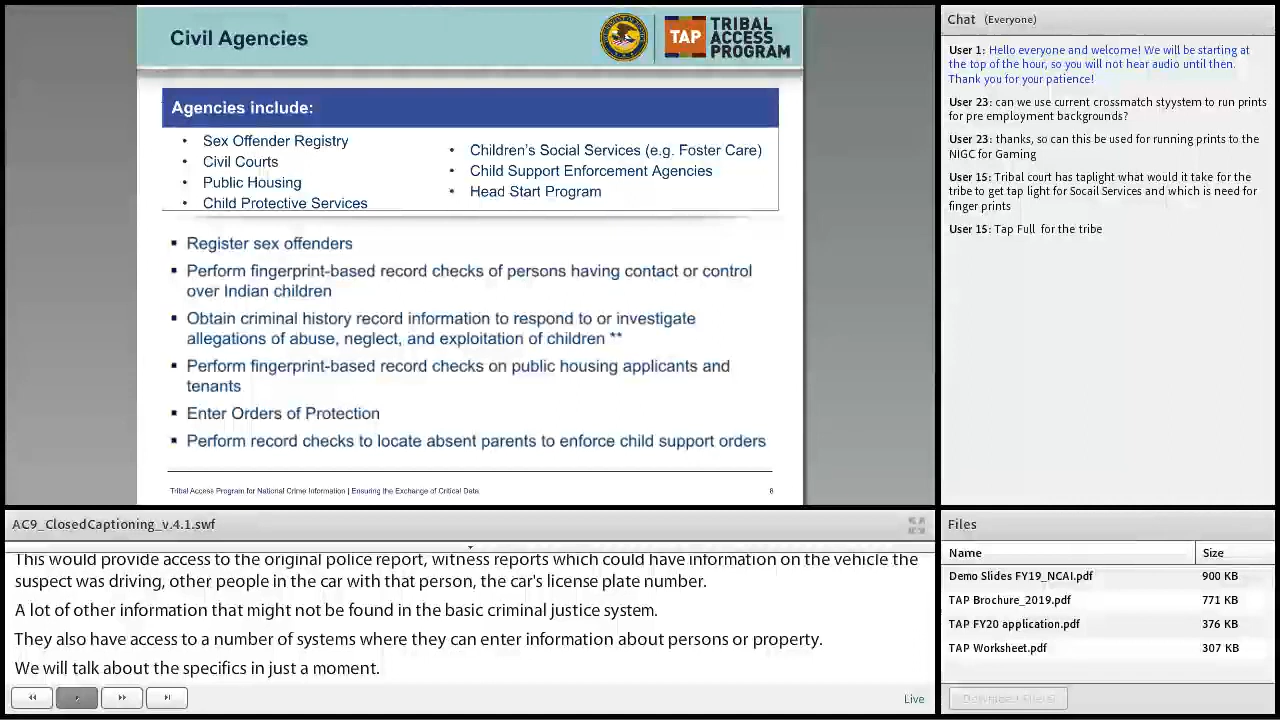 Civil Agencies
TAP
TRIBAL
ACCESS
PROGRAM
Agencies include:
• Sex Offender Registry
• Civil Courts
• Public Housing
• Child Protective Services
• Children's Social Services (e.g. Foster Care)
• Child Support Enforcement Agencies
• Head Start Program
▪ Register sex offenders
▪ Perform fingerprint-based record checks of persons having contact or control
over Indian children
▪ Obtain criminal history record information to respond to or investigate
allegations of abuse, neglect, and exploitation of children **
▪ Perform fingerprint-based record checks on public housing applicants and
tenants
▪ Enter Orders of Protection
▪ Perform record checks to locate absent parents to enforce child support orders
Tribal Access Program for National Crime Information | Ensuring the Exchange of Critical Data
8
Chat (Everyone)
User 1: Hello everyone and welcome! We will be starting at
the top of the hour, so you will not hear audio until then.
Thank you for your patience!
User 23: can we use current crossmatch styystem to run prints
for pre employment backgrounds?
User 23: thanks, so can this be used for running prints to the
NIGC for Gaming
User 15: Tribal court has taplight what would it take for the
tribe to get tap light for Socail Services and which is need for
finger prints
User 15: Tap Full for the tribe
AC9_ClosedCaptioning_v.4.1.swf
This would provide access to the original police report, witness reports which could have information on the vehicle the
suspect was driving, other people in the car with that person, the car's license plate number.
A lot of other information that might not be found in the basic criminal justice system.
They also have access to a number of systems where they can enter information about persons or property.
We will talk about the specifics in just a moment.
Live
Files
Name Size
Demo Slides FY19_NCAI.pdf 900 KB
TAP Brochure_2019.pdf 771 KB
TAP FY20 application.pdf 376 KB
TAP Worksheet.pdf 307 KB
Download File(s)